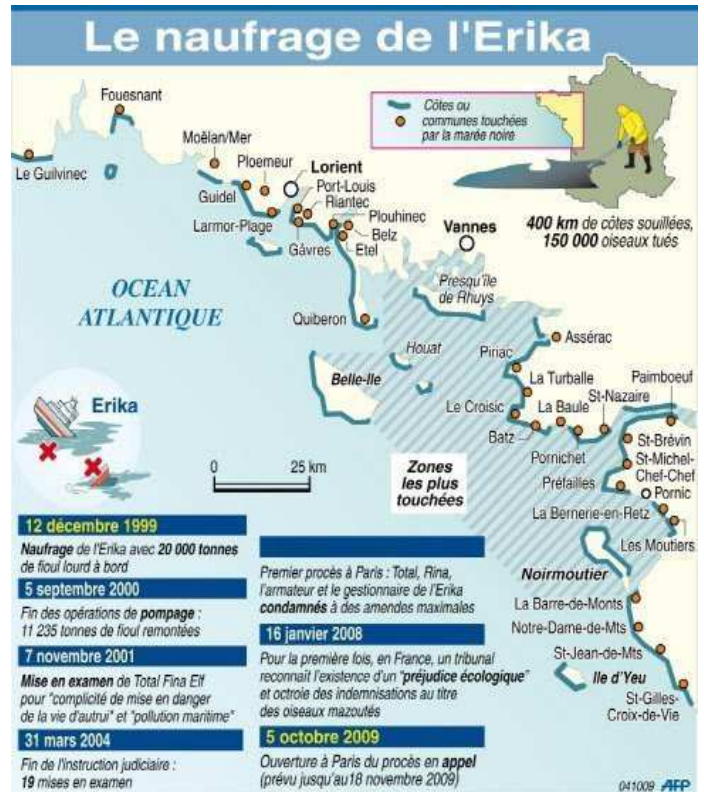 Le naufrage de l'Erika
Fouesnant
Côtes ou
communes touchées
par la marée noire
Moëlan/Mer
Le Guilvinec
Ploemeur
Lorient
Guidel
Port-Louis
Riantec
Larmor-Plage
Plouhinec
Gâvres
Belz
Etel
Vannes
400 km de côtes souillées,
150 000 oiseaux tués
OCEAN
ATLANTIQUE
Presqu'île
de Rhuys
Quiberon
Houat
Assérac
Piriac
Belle-Ile
La Turballe
Paimboeuf
St-Nazaire
Erika
Le Croisic
La Baule
Batz
St-Brévin
Pornichet
St-Michel-
Chef-Chef
0 25 km
Zones
les plus
touchées
Préfailles
Pornic
La Bernerie-en-Retz
Les Moutiers
Noirmoutier
La Barre-de-Monts
Notre-Dame-de-Mts
St-Jean-de-Mts
Ile d'Yeu
St-Gilles-
Croix-de-Vie
12 décembre 1999
Naufrage de l'Erika avec 20 000 tonnes
de fioul lourd à bord
5 septembre 2000
Fin des opérations de pompage :
11 235 tonnes de fioul remontées
7 novembre 2001
Mise en examen de Total Fina Elf
pour "complicité de mise en danger
de la vie d'autrui" et "pollution maritime"
31 mars 2004
Fin de l'instruction judiciaire :
19 mises en examen
Premier procès à Paris : Total, Rina,
l'armateur et le gestionnaire de l'Erika
condamnés à des amendes maximales
16 janvier 2008
Pour la première fois, en France, un tribunal
reconnaît l'existence d'un "préjudice écologique"
et octroie des indemnisations au titre
des oiseaux mazoutés
5 octobre 2009
Ouverture à Paris du procès en appel
(prévu jusqu'au18 novembre 2009)
041009 AFP